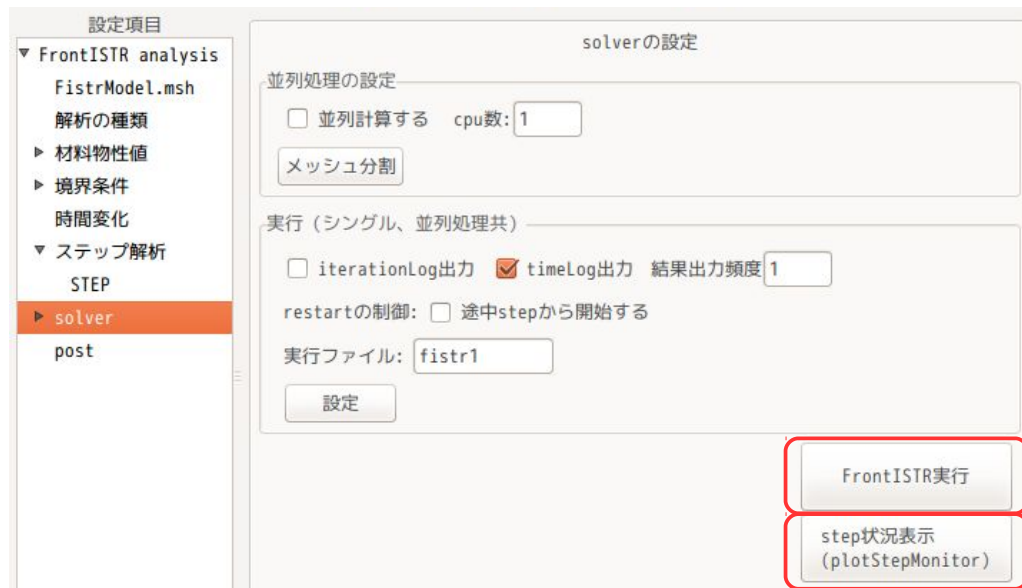 設定項目
FrontISTR analysis
FistrModel.msh
解析の種類
材料物性値
境界条件
時間変化
ステップ解析
STEP
solver
post
solverの設定
並列処理の設定
並列計算する cpu数: 1
メッシュ分割
実行（シングル、並列処理共）
iterationLog出力 timeLog出力 結果出力頻度 1
restartの制御: 途中stepから開始する
実行ファイル: fistr1
設定
FrontISTR実行
step状況表示
(plotStepMonitor)